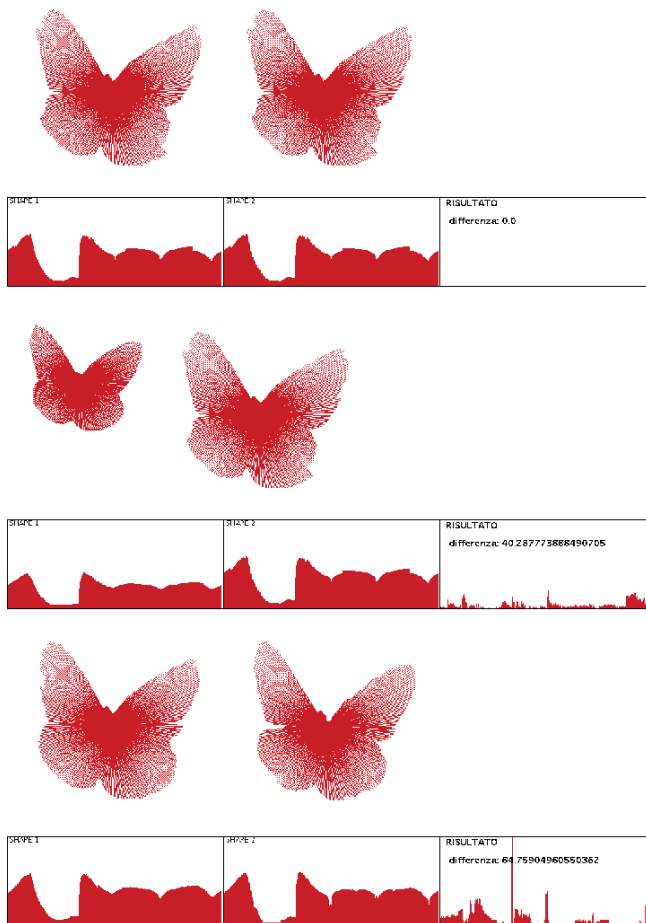 SHAPE 1
SHAPE 2
RISULTATO
differenza: 0.0
SHAPE 1
SHAPE 2
RISULTATO
differenza: 40.287773888490705
SHAPE 1
SHAPE 2
RISULTATO
differenza: 64.75904960550362